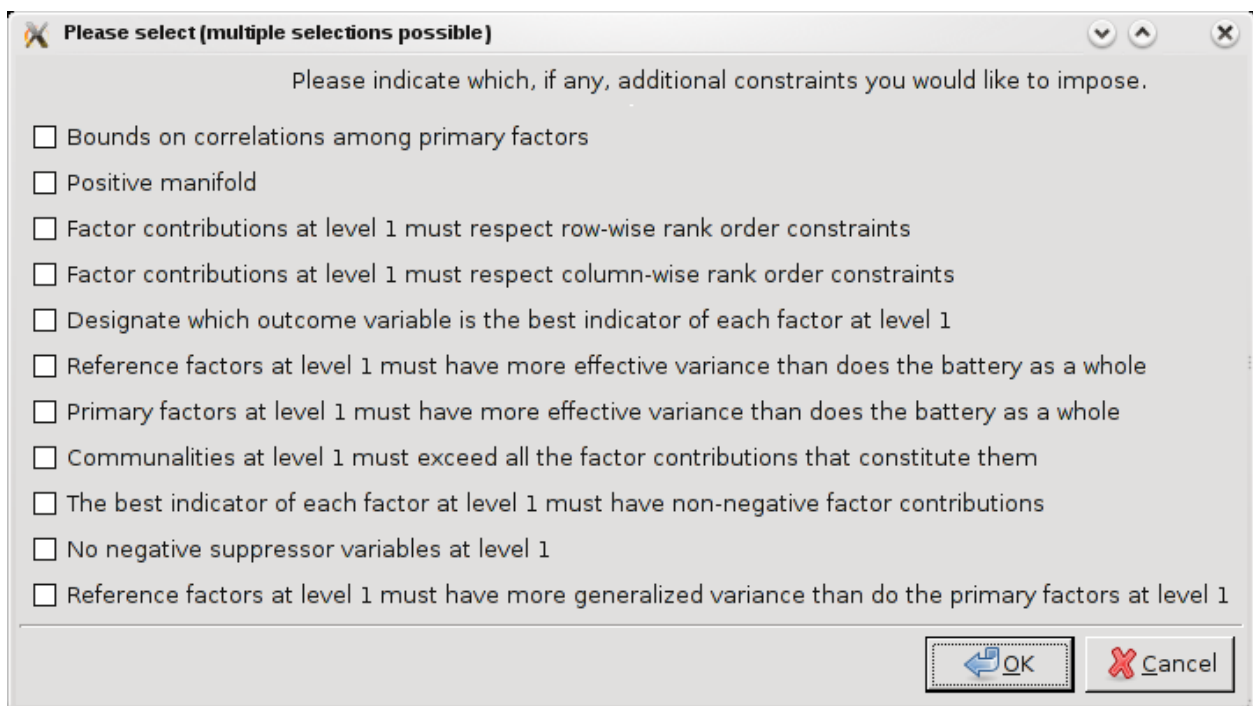 Please select (multiple selections possible)
Please indicate which, if any, additional constraints you would like to impose.
Bounds on correlations among primary factors
Positive manifold
Factor contributions at level 1 must respect row-wise rank order constraints
Factor contributions at level 1 must respect column-wise rank order constraints
Designate which outcome variable is the best indicator of each factor at level 1
Reference factors at level 1 must have more effective variance than does the battery as a whole
Primary factors at level 1 must have more effective variance than does the battery as a whole
Communalities at level 1 must exceed all the factor contributions that constitute them
The best indicator of each factor at level 1 must have non-negative factor contributions
No negative suppressor variables at level 1
Reference factors at level 1 must have more generalized variance than do the primary factors at level 1
OK Cancel